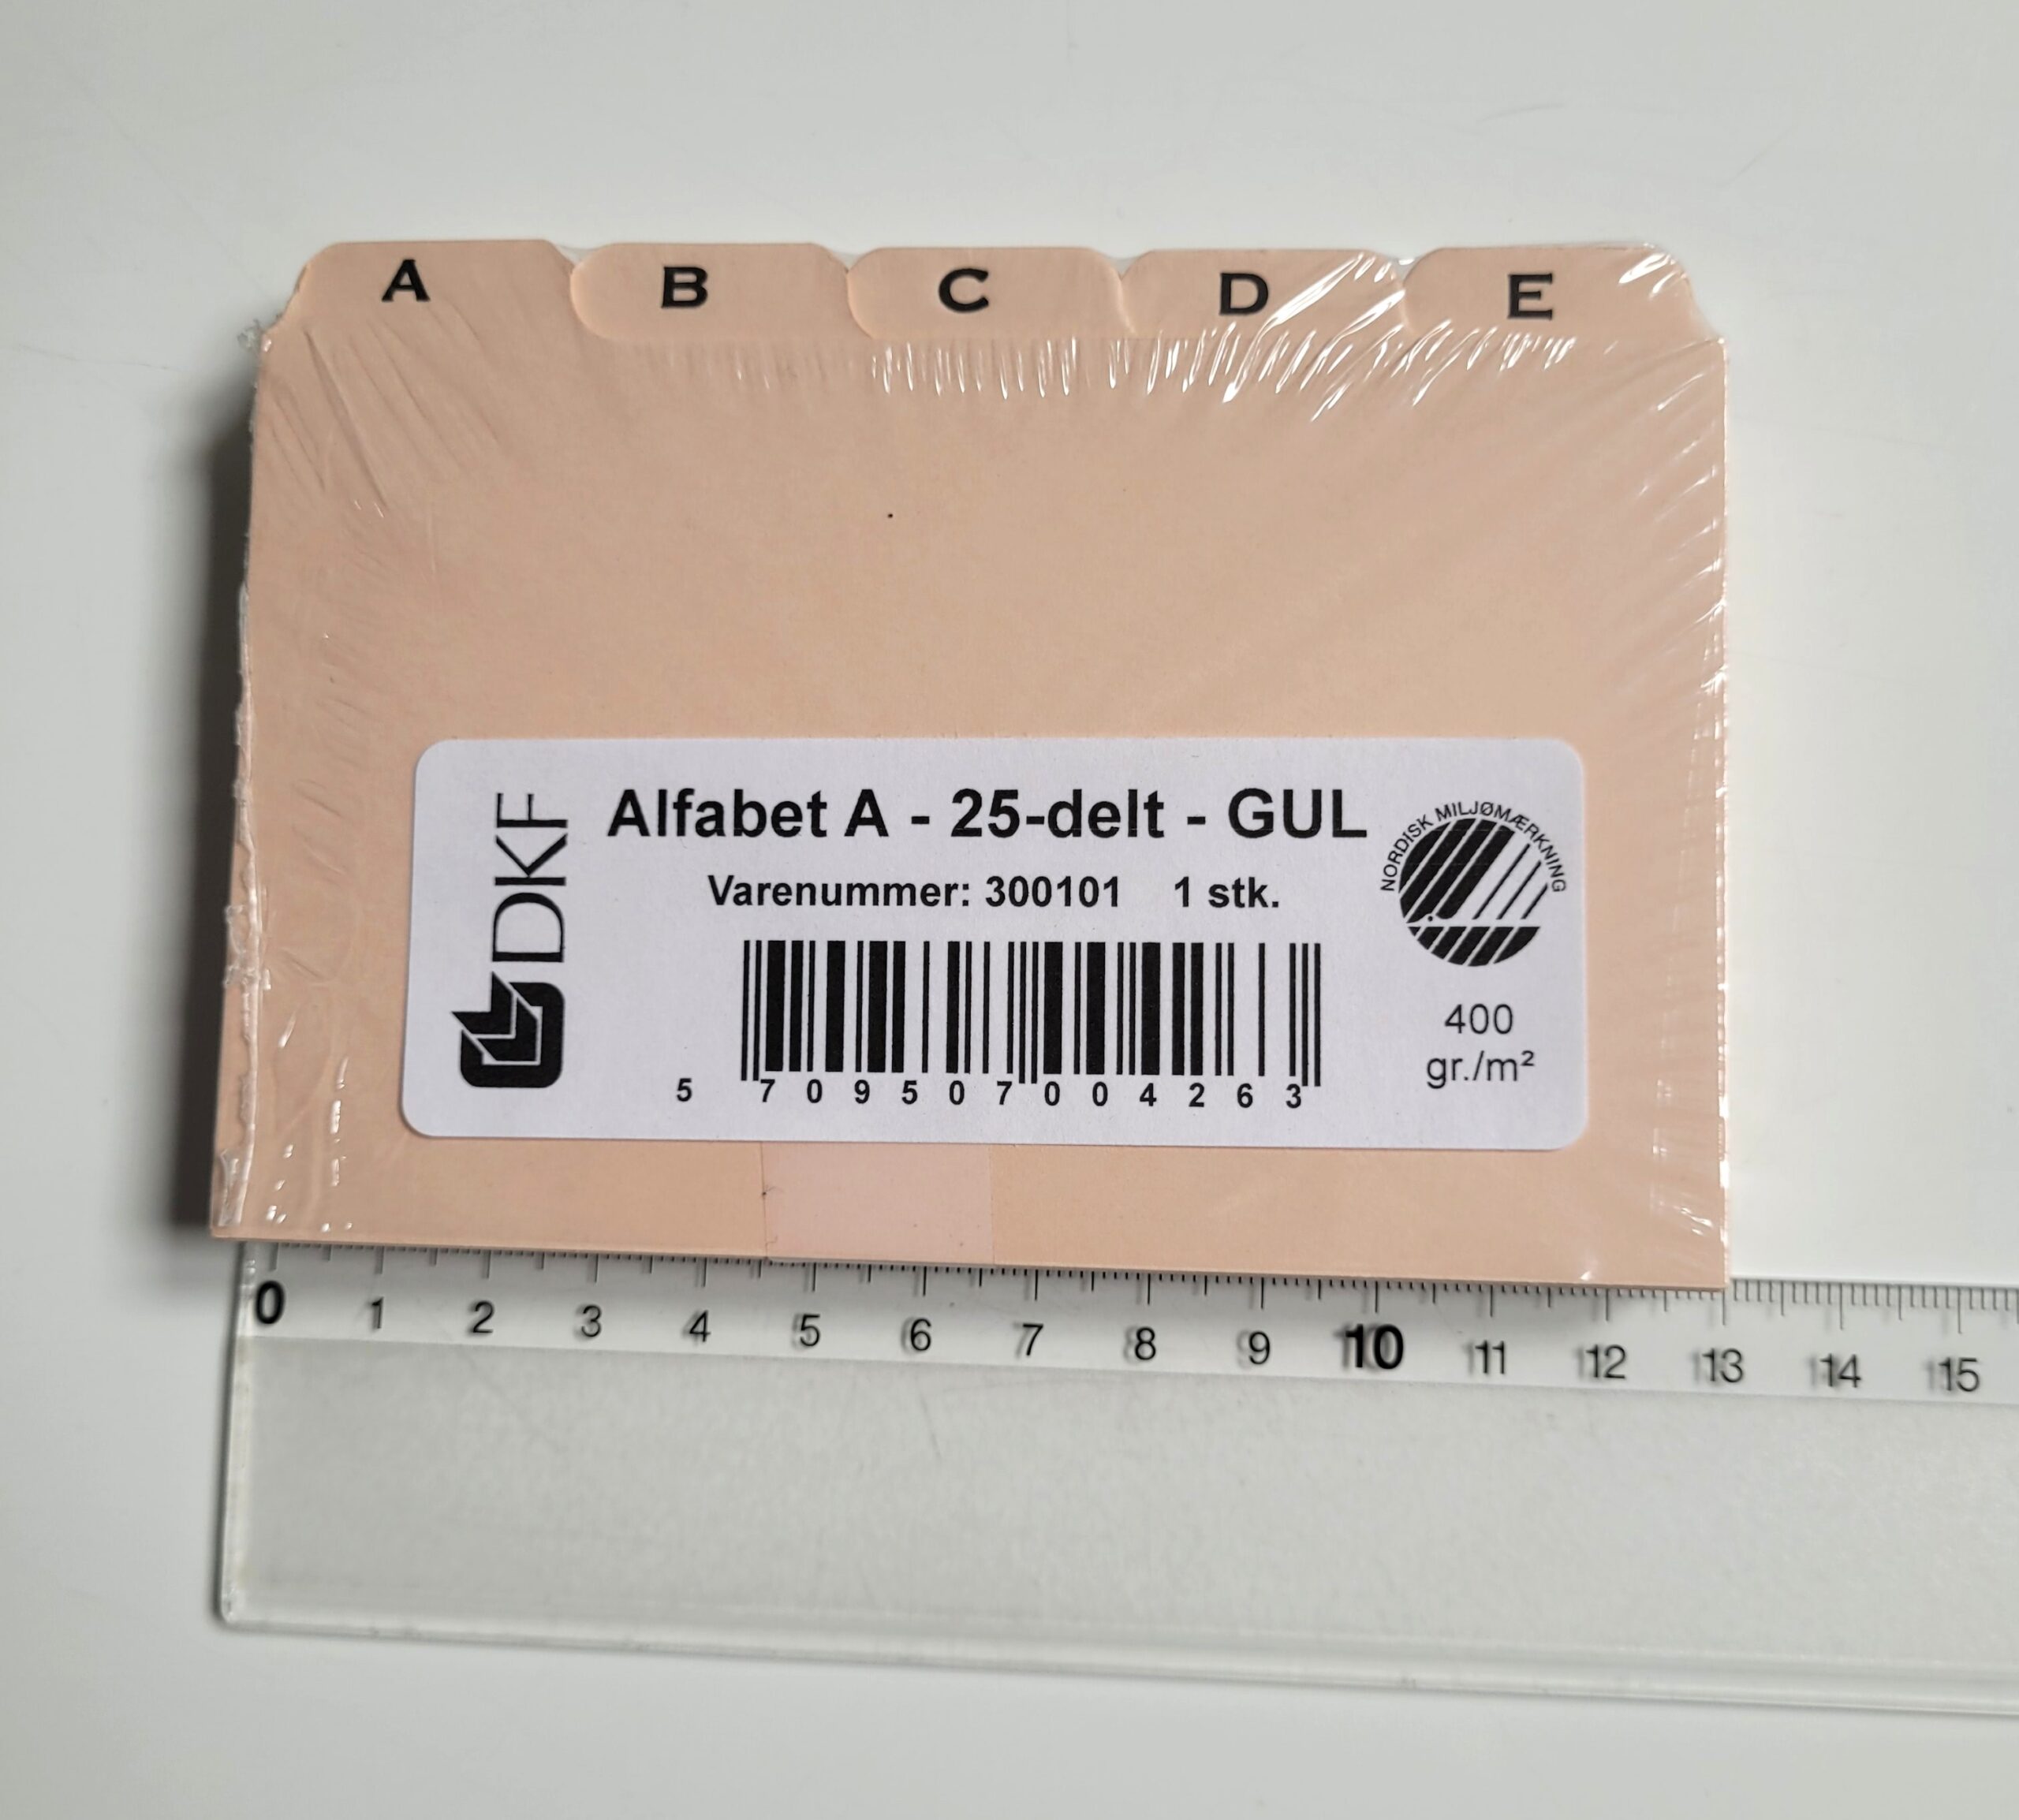 A B C D E
DKF
Alfabet A - 25-delt - GUL
Varenummer: 300101 1 stk.
NORDISK MILJØMÆRKNING
5 709507 004263
400
gr./m²
0 1 2 3 4 5 6 7 8 9 10 11 12 13 14 15